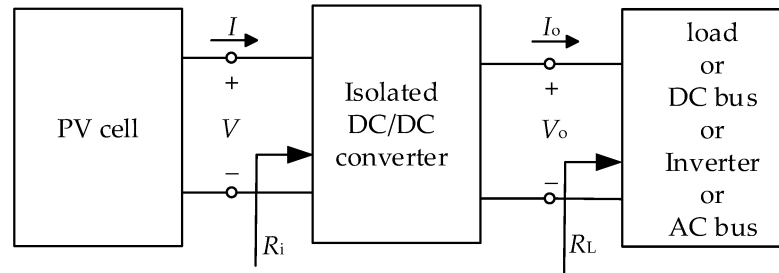 I
Io
+
+
PV cell
V
Isolated
DC/DC
converter
Vo
load
or
DC bus
or
Inverter
or
AC bus
−
−
Ri
RL